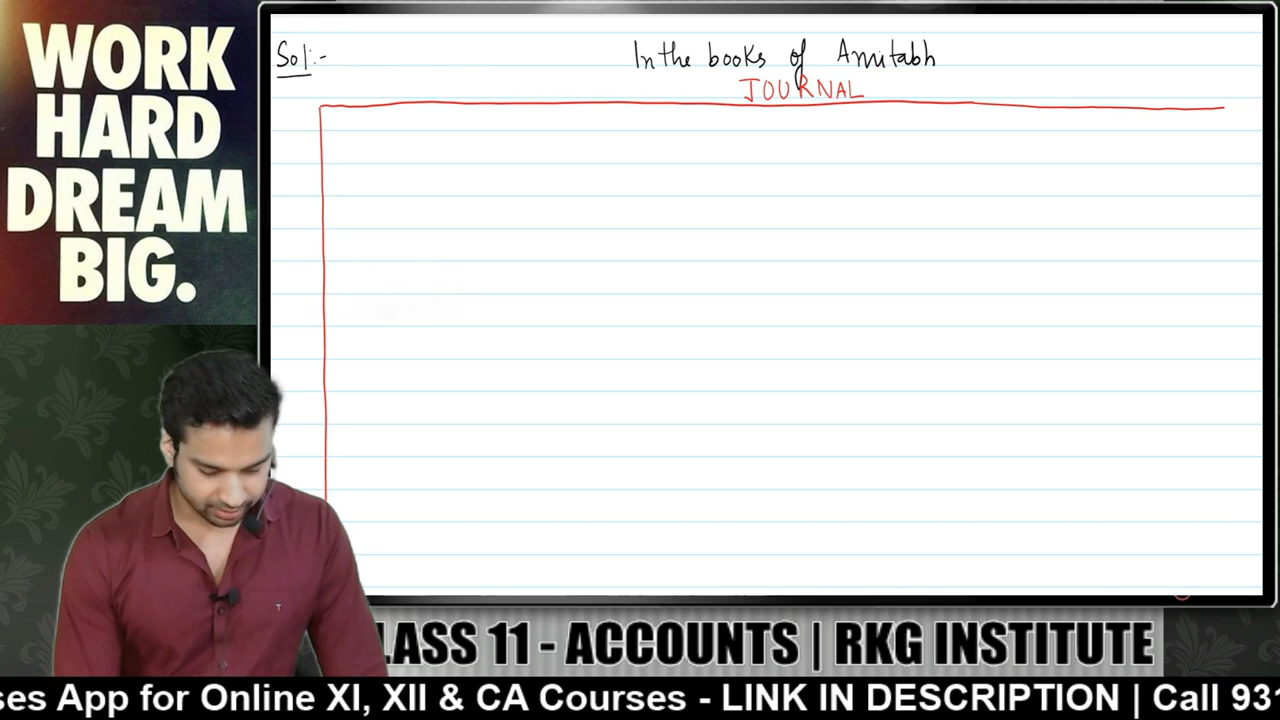 WORK
HARD
DREAM
BIG.
Sol:-
In the books of Amitabh
JOURNAL
T
LASS 11 - ACCOUNTS | RKG INSTITUTE
ses App for Online XI, XII & CA Courses - LINK IN DESCRIPTION | Call 931